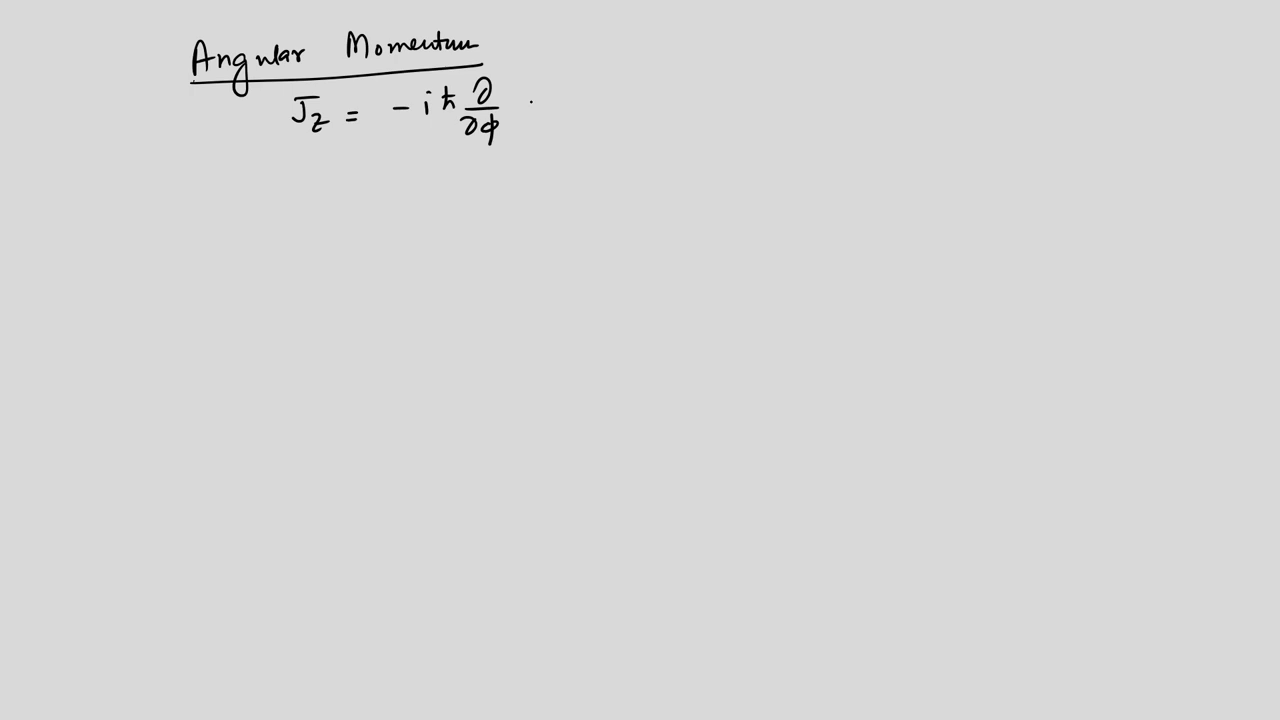 Angular Momentum
J_z = - iħ ∂/∂φ